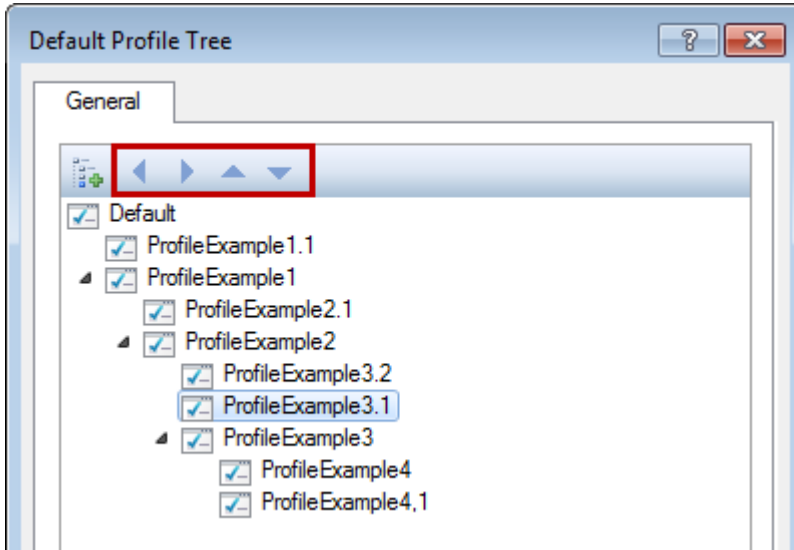 Default Profile Tree
?
General
Default
ProfileExample1.1
ProfileExample1
ProfileExample2.1
ProfileExample2
ProfileExample3.2
ProfileExample3.1
ProfileExample3
ProfileExample4
ProfileExample4,1